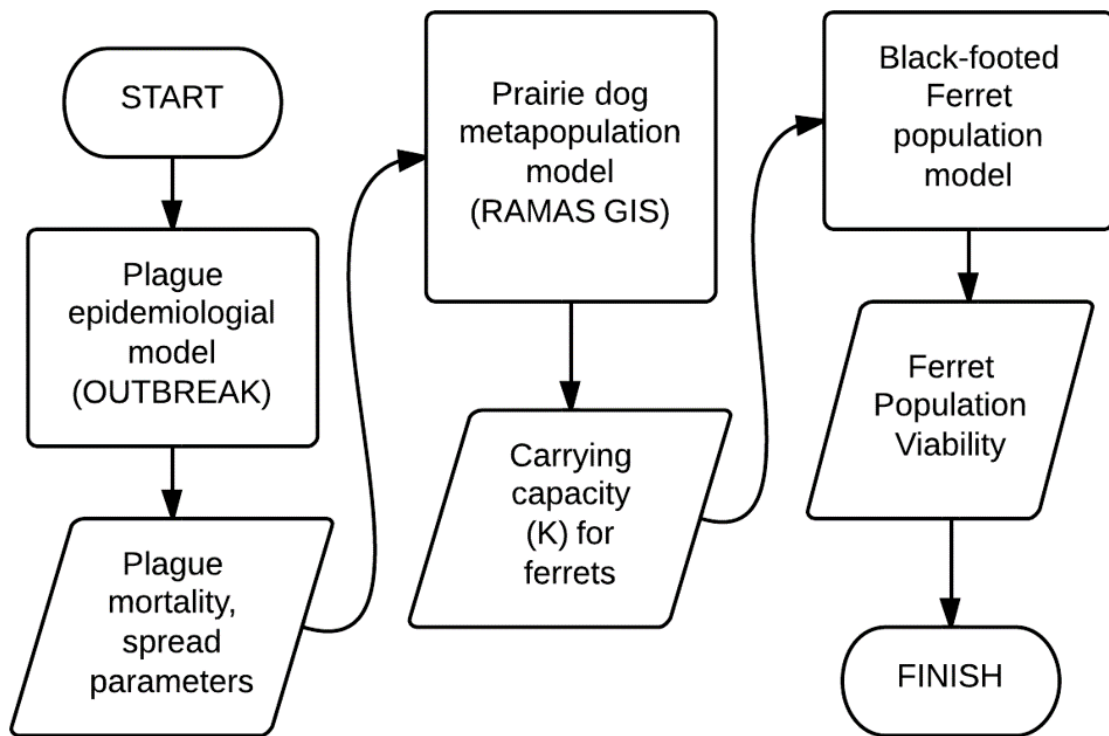 START
Plague
epidemiologial
model
(OUTBREAK)
Plague
mortality,
spread
parameters
Prairie dog
metapopulation
model
(RAMAS GIS)
Carrying
capacity
(K) for
ferrets
Black-footed
Ferret
population
model
Ferret
Population
Viability
FINISH